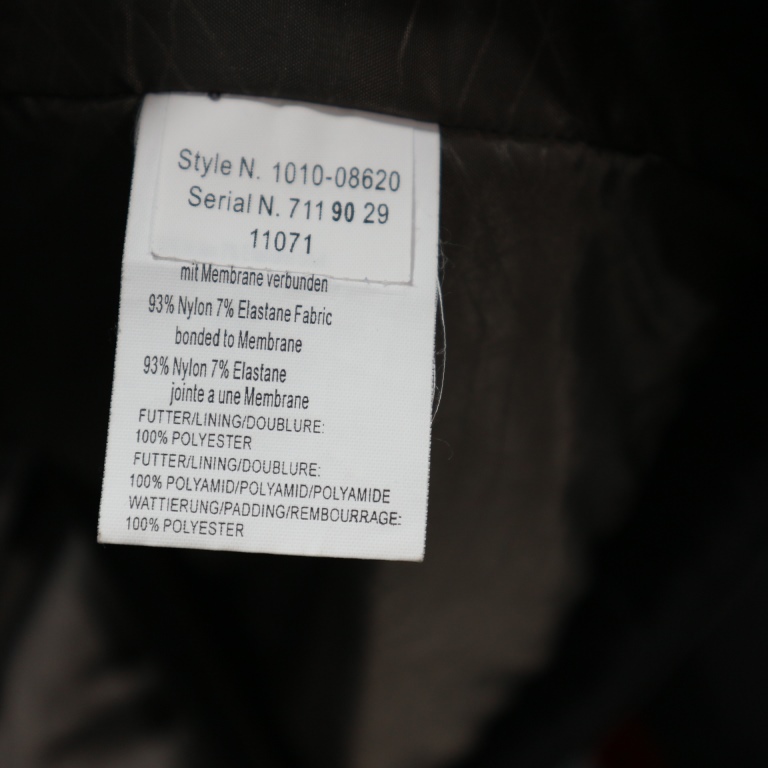 Style N. 1010-08620
Serial N. 711 90 29
11071
mit Membrane verbunden
93% Nylon 7% Elastane Fabric
bonded to Membrane
93% Nylon 7% Elastane
jointe a une Membrane
FUTTER/LINING/DOUBLURE:
100% POLYESTER
FUTTER/LINING/DOUBLURE:
100% POLYAMID/POLYAMID/POLYAMIDE
WATTIERUNG/PADDING/REMBOURRAGE:
100% POLYESTER